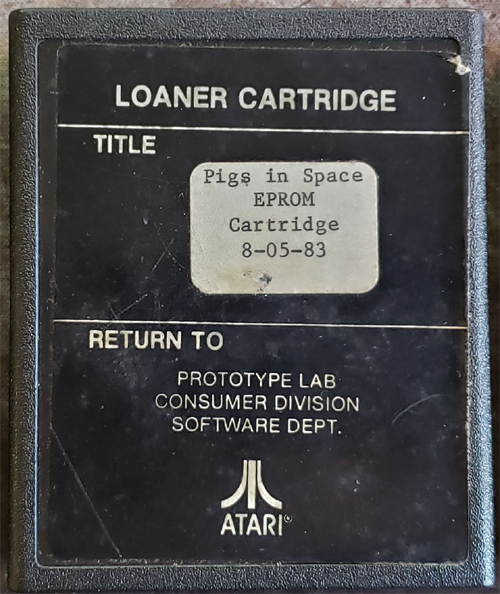 LOANER CARTRIDGE
TITLE
Pigs in Space
EPROM
Cartridge
8-05-83
RETURN TO
PROTOTYPE LAB
CONSUMER DIVISION
SOFTWARE DEPT.
ATARI®